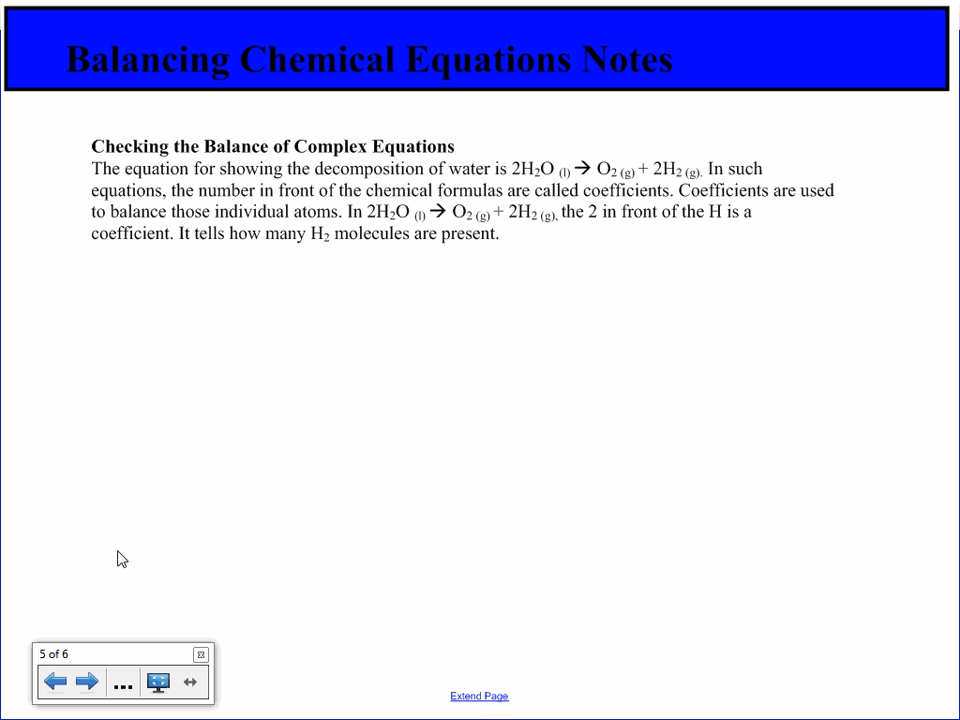 Balancing Chemical Equations Notes
Checking the Balance of Complex Equations
The equation for showing the decomposition of water is 2H₂O (l) → O₂ (g) + 2H₂ (g). In such
equations, the number in front of the chemical formulas are called coefficients. Coefficients are used
to balance those individual atoms. In 2H₂O (l) → O₂ (g) + 2H₂ (g), the 2 in front of the H is a
coefficient. It tells how many H₂ molecules are present.
5 of 6
...
Extend Page